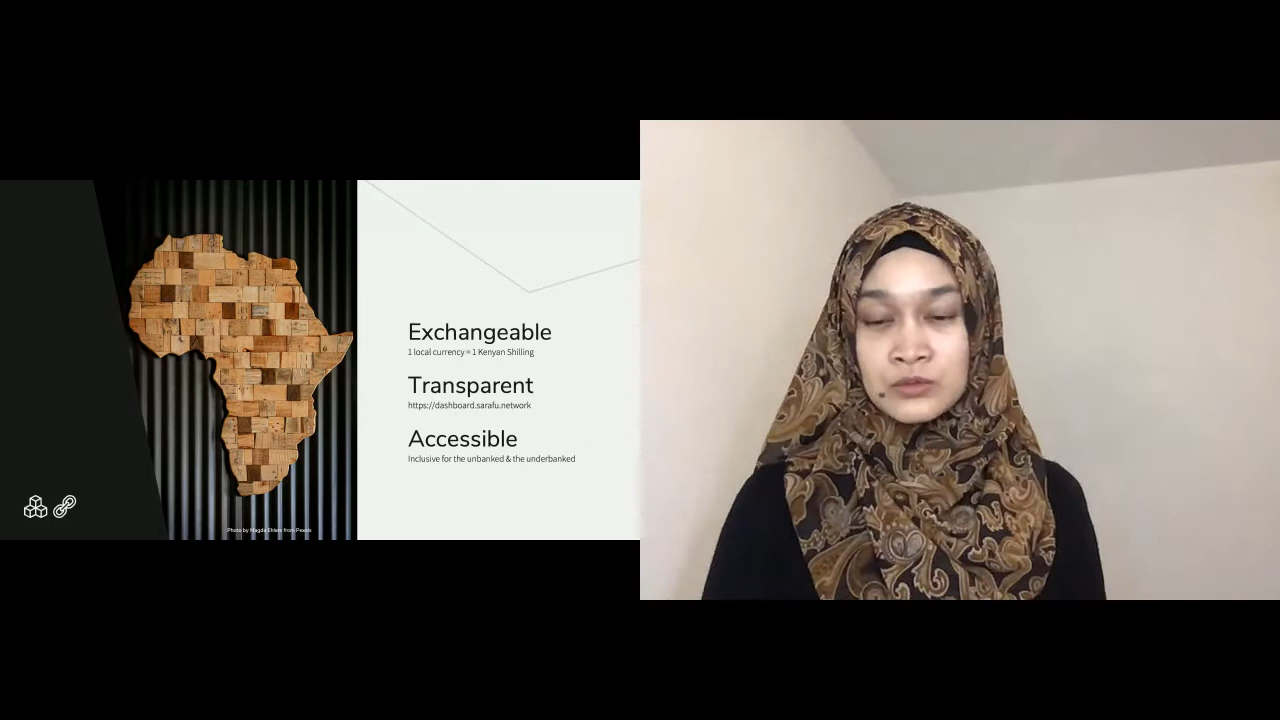 Exchangeable
1 local currency = 1 Kenyan Shilling
Transparent
https://dashboard.sarafu.network
Accessible
Inclusive for the unbanked & the underbanked
Photo by Magda Ehlers from Pexels